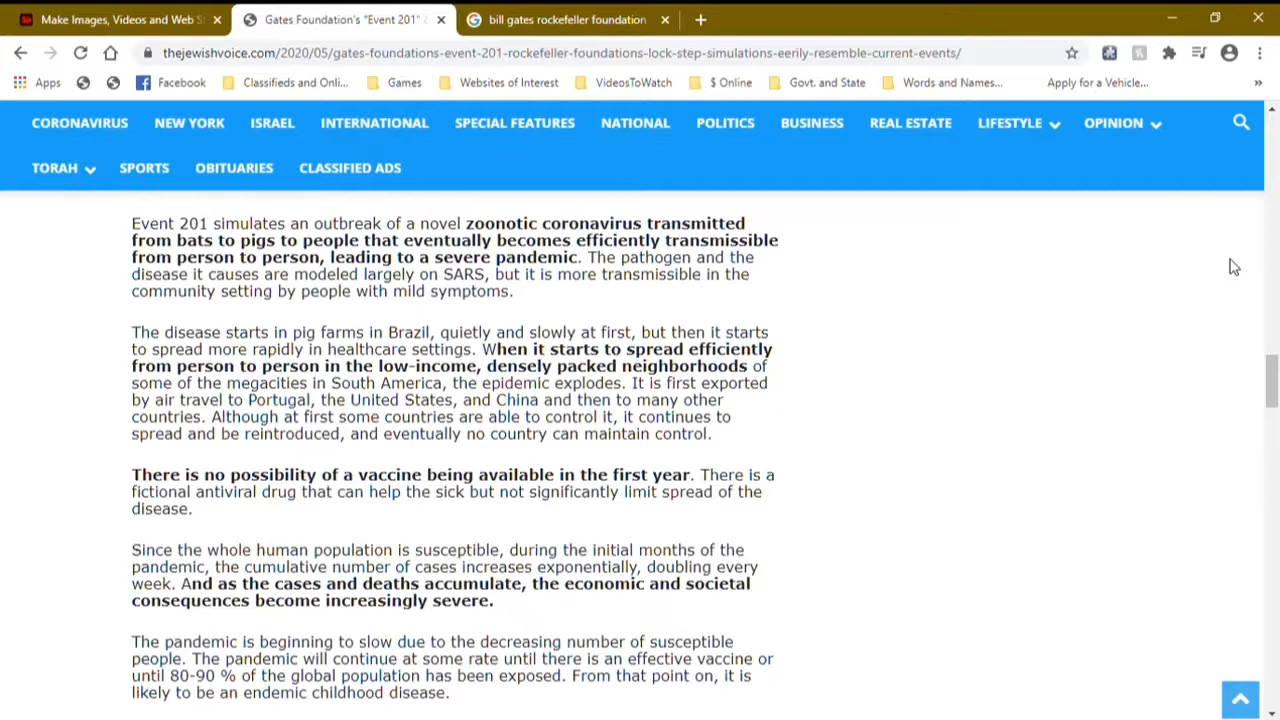 Make Images, Videos and Web S
Gates Foundation's "Event 201"
bill gates rockefeller foundation
thejewishvoice.com/2020/05/gates-foundations-event-201-rockefeller-foundations-lock-step-simulations-eerily-resemble-current-events/
Apps
Facebook
Classifieds and Onli...
Games
Websites of Interest
VideosToWatch
$ Online
Govt. and State
Words and Names...
Apply for a Vehicle...
»
CORONAVIRUS NEW YORK ISRAEL INTERNATIONAL SPECIAL FEATURES NATIONAL POLITICS BUSINESS REAL ESTATE LIFESTYLE OPINION
TORAH SPORTS OBITUARIES CLASSIFIED ADS
Event 201 simulates an outbreak of a novel zoonotic coronavirus transmitted
from bats to pigs to people that eventually becomes efficiently transmissible
from person to person, leading to a severe pandemic. The pathogen and the
disease it causes are modeled largely on SARS, but it is more transmissible in the
community setting by people with mild symptoms.
The disease starts in pig farms in Brazil, quietly and slowly at first, but then it starts
to spread more rapidly in healthcare settings. When it starts to spread efficiently
from person to person in the low-income, densely packed neighborhoods of
some of the megacities in South America, the epidemic explodes. It is first exported
by air travel to Portugal, the United States, and China and then to many other
countries. Although at first some countries are able to control it, it continues to
spread and be reintroduced, and eventually no country can maintain control.
There is no possibility of a vaccine being available in the first year. There is a
fictional antiviral drug that can help the sick but not significantly limit spread of the
disease.
Since the whole human population is susceptible, during the initial months of the
pandemic, the cumulative number of cases increases exponentially, doubling every
week. And as the cases and deaths accumulate, the economic and societal
consequences become increasingly severe.
The pandemic is beginning to slow due to the decreasing number of susceptible
people. The pandemic will continue at some rate until there is an effective vaccine or
until 80-90 % of the global population has been exposed. From that point on, it is
likely to be an endemic childhood disease.